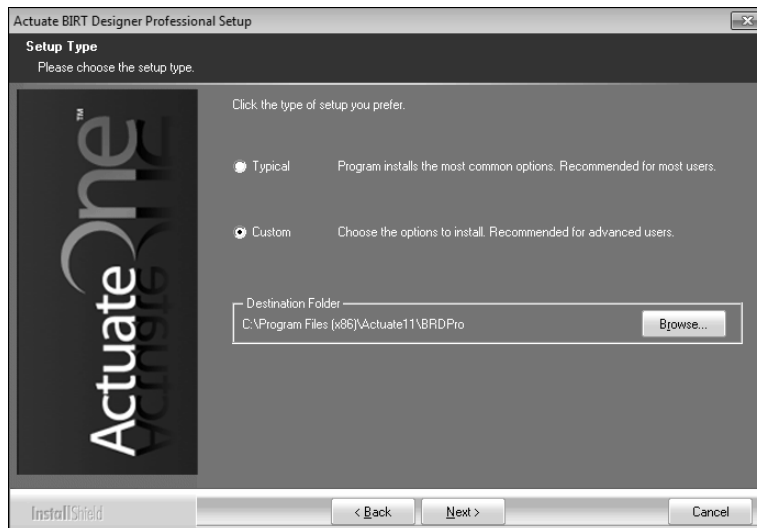 Actuate BIRT Designer Professional Setup
Setup Type
Please choose the setup type.
Click the type of setup you prefer.
Typical Program installs the most common options. Recommended for most users.
Custom Choose the options to install. Recommended for advanced users.
Destination Folder
C:\Program Files (x86)\Actuate11\BRDPro
Browse...
ActuateOne™
InstallShield
< Back Next > Cancel